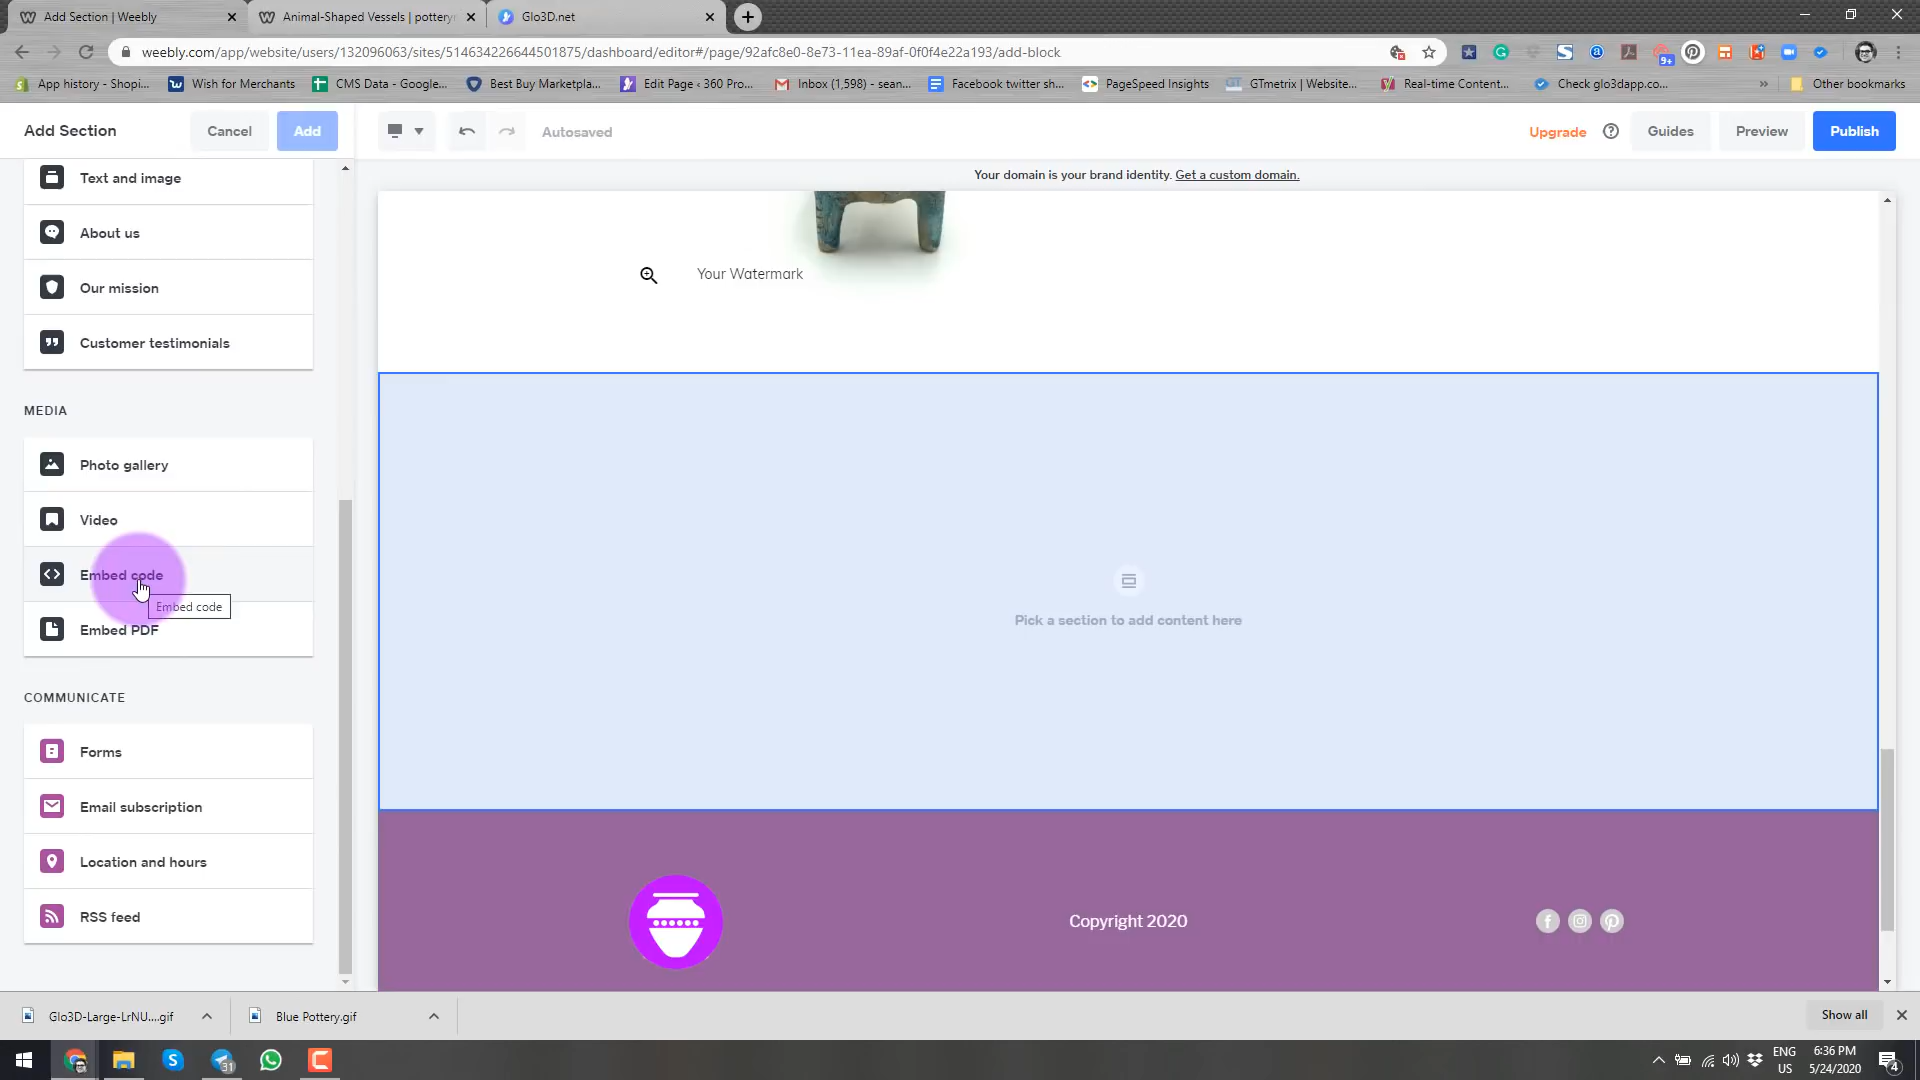 Add Section | Weebly
Animal-Shaped Vessels | pottery
Glo3D.net
weebly.com/app/website/users/132096063/sites/514634226644501875/dashboard/editor#/page/92afc8e0-8e73-11ea-89af-0f0f4e22a193/add-block
9+
App history - Shopi...
Wish for Merchants
CMS Data - Google...
Best Buy Marketpla...
Edit Page ‹ 360 Pro...
Inbox (1,598) - sean...
Facebook twitter sh...
PageSpeed Insights
GTmetrix | Website...
Real-time Content...
Check glo3dapp.co...
»
Other bookmarks
Add Section
Cancel
Add
Autosaved
Upgrade
Guides
Preview
Publish
Your domain is your brand identity. Get a custom domain.
Text and image
About us
Our mission
Customer testimonials
MEDIA
Photo gallery
Video
Embed code
Embed code
Embed PDF
COMMUNICATE
Forms
Email subscription
Location and hours
RSS feed
Your Watermark
Pick a section to add content here
Copyright 2020
Glo3D-Large-LrNU....gif
Blue Pottery.gif
Show all
31
ENG
US
6:36 PM
5/24/2020
4